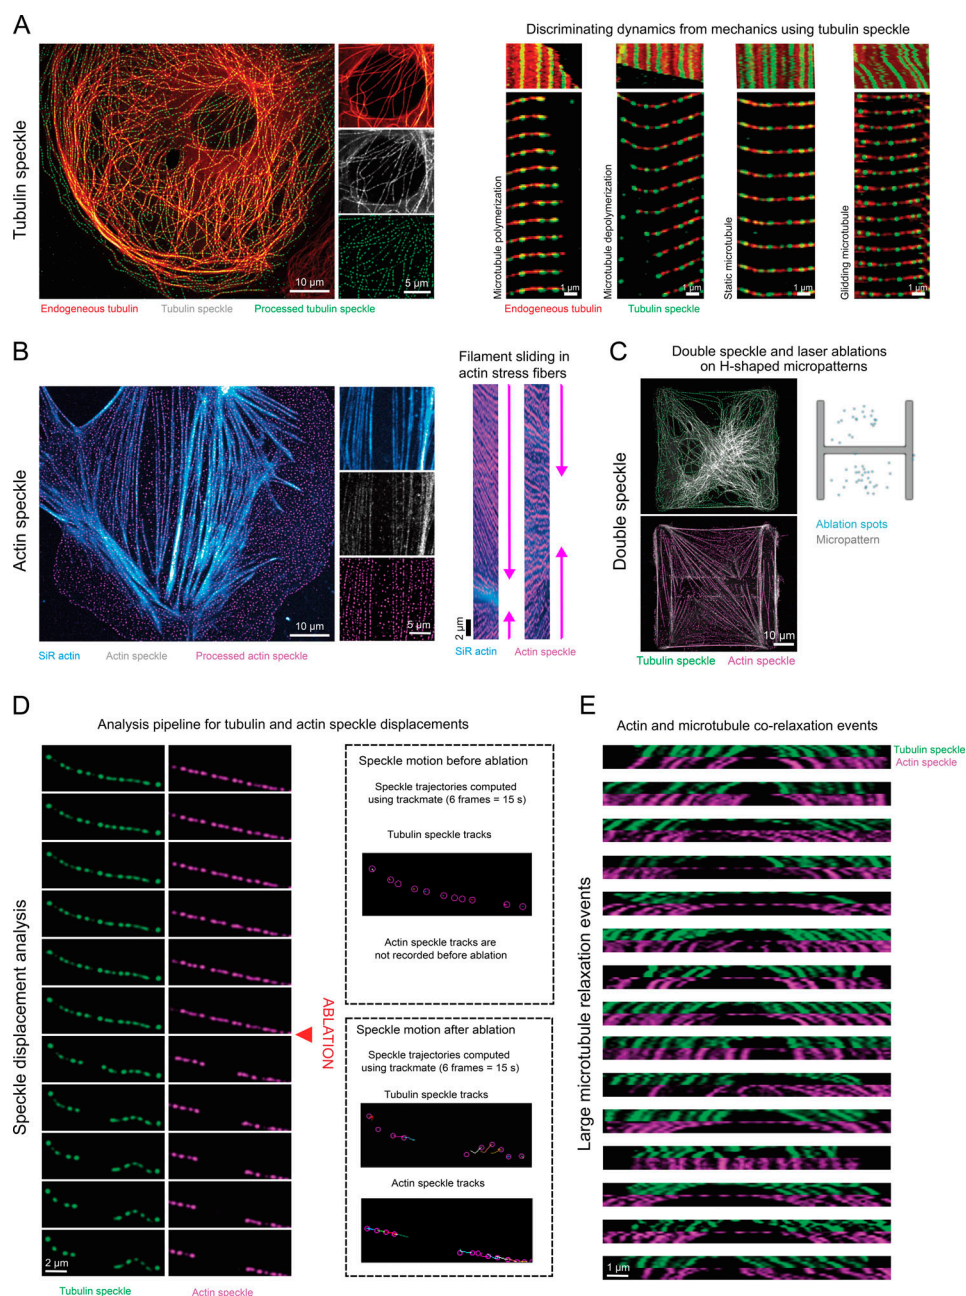 A
Discriminating dynamics from mechanics using tubulin speckle
Tubulin speckle
10 µm
5 µm
Endogeneous tubulin
Tubulin speckle
Processed tubulin speckle
Microtubule polymerization
1 µm
Microtubule depolymerization
1 µm
Static microtubule
1 µm
Glidding microtubule
1 µm
Endogeneous tubulin
Tubulin speckle
B
Filament sliding in
actin stress fibers
Actin speckle
10 µm
5 µm
2 µm
SiR actin
Actin speckle
Processed actin speckle
SiR actin
Actin speckle
C
Double speckle and laser ablations
on H-shaped micropatterns
Double speckle
Ablation spots
Micropattern
10 µm
Tubulin speckle
Actin speckle
D
Analysis pipeline for tubulin and actin speckle displacements
Speckle displacement analysis
ABLATION
2 µm
Tubulin speckle
Actin speckle
Speckle motion before ablation
Speckle trajectories computed
using trackmate (6 frames = 15 s)
Tubulin speckle tracks
Actin speckle tracks are
not recorded before ablation
Speckle motion after ablation
Speckle trajectories computed
using trackmate (6 frames = 15 s)
Tubulin speckle tracks
Actin speckle tracks
E
Actin and microtubule co-relaxation events
Tubulin speckle
Actin speckle
Large microtubule relaxation events
1 µm